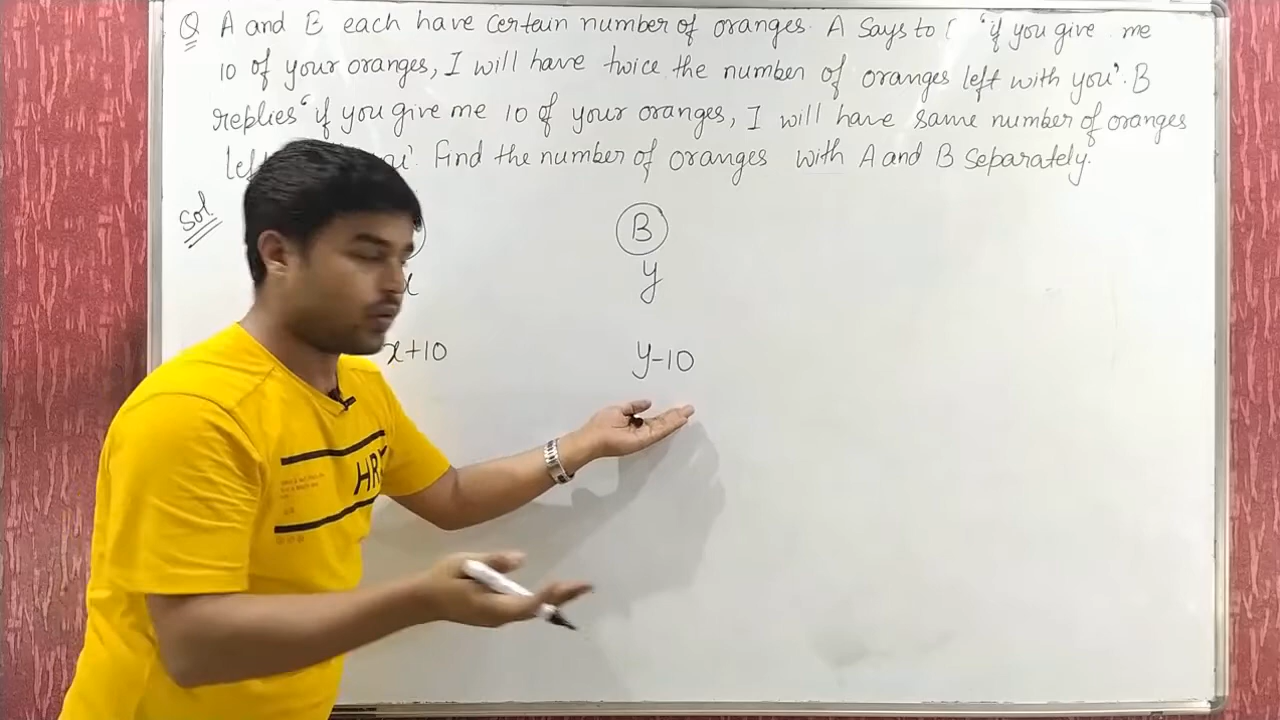 Q A and B each have certain number of oranges. A says to "if you give me
10 of your oranges, I will have twice the number of oranges left with you". B
replies "if you give me 10 of your oranges, I will have same number of oranges
Find the number of oranges with A and B separately.
Sol
B
x y
x+10 y-10